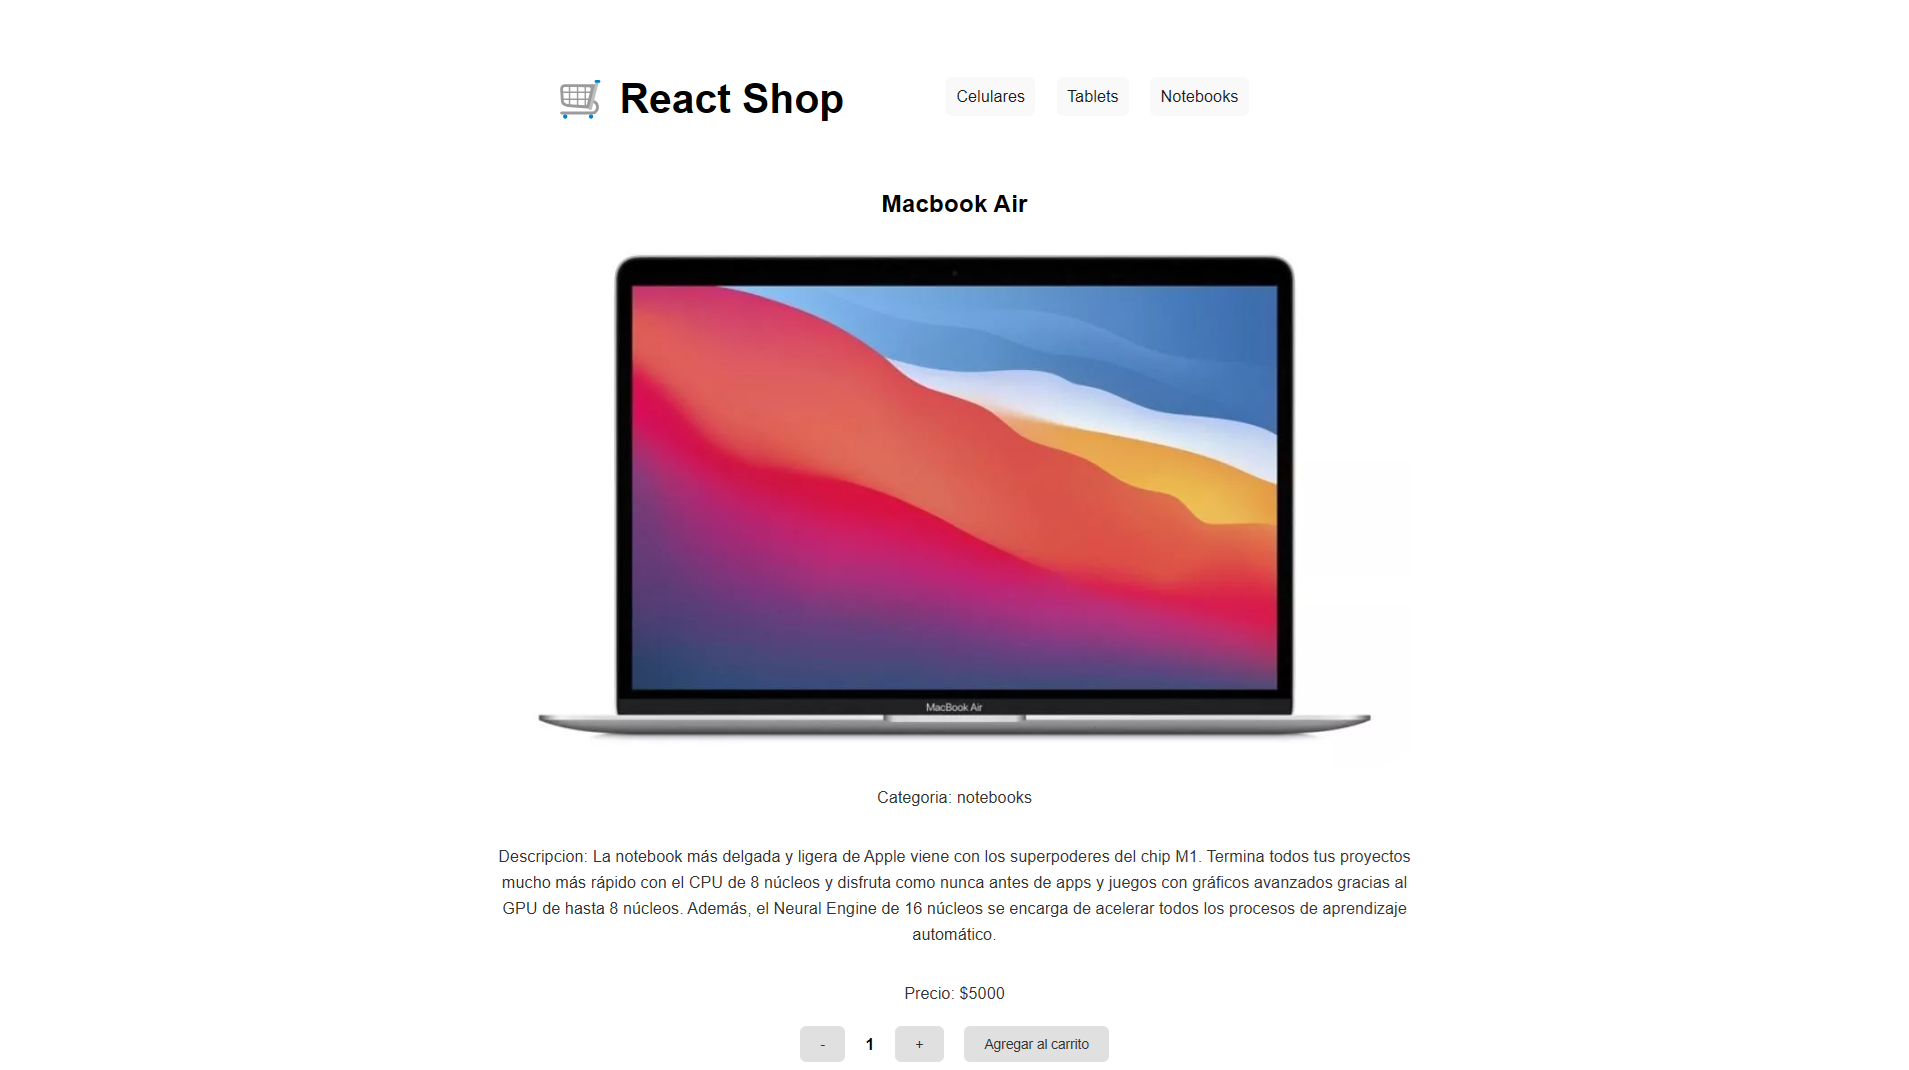 React Shop
Celulares
Tablets
Notebooks
Macbook Air
MacBook Air
Categoria: notebooks
Descripcion: La notebook más delgada y ligera de Apple viene con los superpoderes del chip M1. Termina todos tus proyectos
mucho más rápido con el CPU de 8 núcleos y disfruta como nunca antes de apps y juegos con gráficos avanzados gracias al
GPU de hasta 8 núcleos. Además, el Neural Engine de 16 núcleos se encarga de acelerar todos los procesos de aprendizaje
automático.
Precio: $5000
- 1 + Agregar al carrito